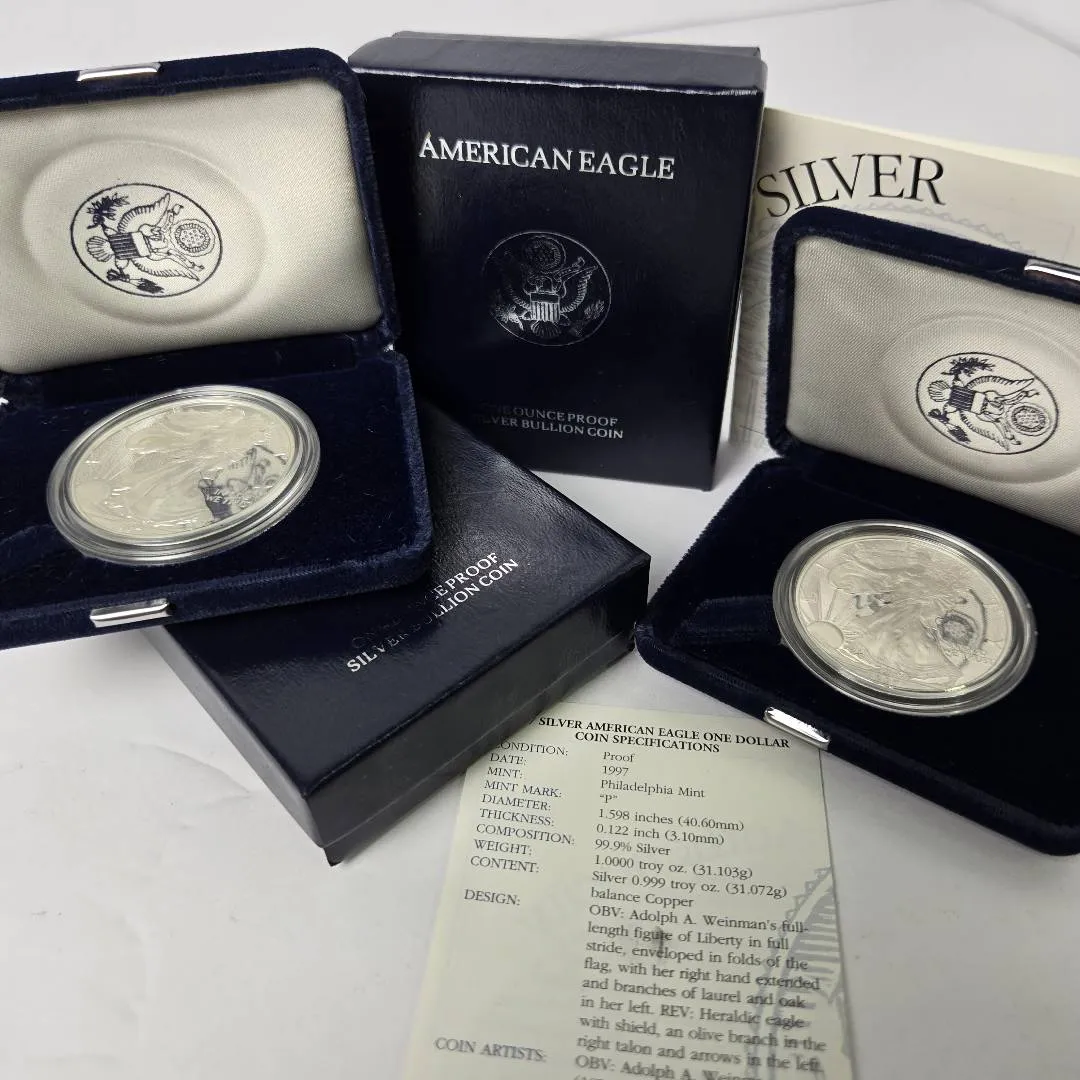 AMERICAN EAGLE
OUNCE PROOF
SILVER BULLION COIN
SILVER
PROOF
SILVER BULLION COIN
SILVER AMERICAN EAGLE ONE DOLLAR
COIN SPECIFICATIONS
CONDITION: Proof
DATE: 1997
MINT: Philadelphia Mint
MINT MARK: "P"
DIAMETER: 1.598 inches (40.60mm)
THICKNESS: 0.122 inch (3.10mm)
COMPOSITION: 99.9% Silver
WEIGHT: 1.0000 troy oz. (31.103g)
CONTENT: Silver 0.999 troy oz. (31.072g)
balance Copper
DESIGN: OBV: Adolph A. Weinman's full-
length figure of Liberty in full
stride, enveloped in folds of the
flag, with her right hand extended
and branches of laurel and oak
in her left. REV: Heraldic eagle
with shield, an olive branch in the
right talon and arrows in the left.
COIN ARTISTS: OBV: Adolph A.